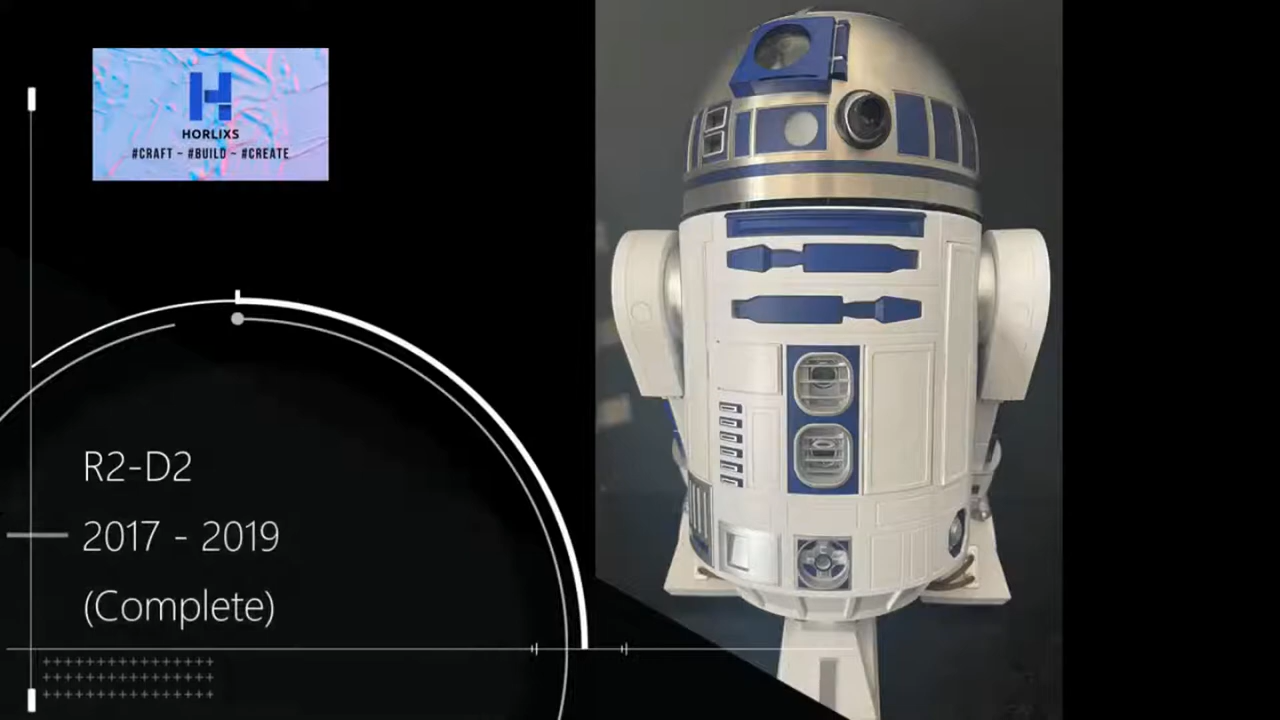 H
HORLIXS
#CRAFT - #BUILD - #CREATE
R2-D2
2017 - 2019
(Complete)